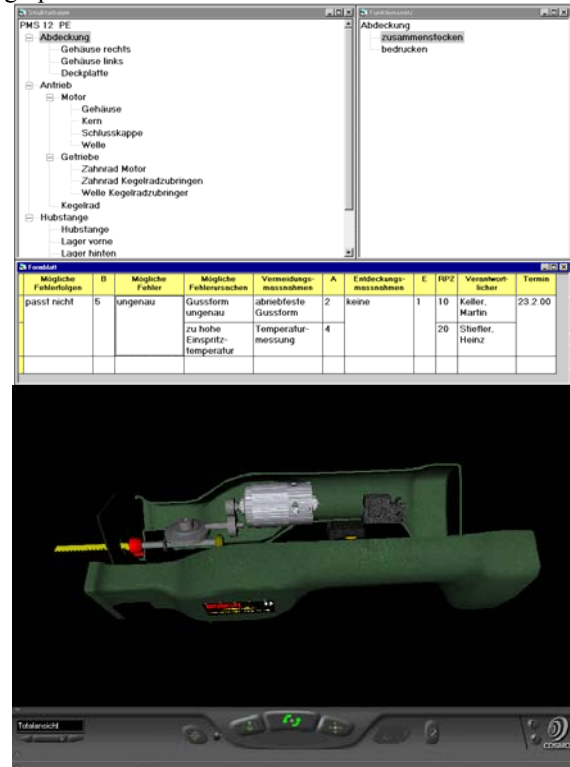 Strukturbaum
Funktionsnetz
PMS 12 PE
Abdeckung
Gehäuse rechts
Gehäuse links
Deckplatte
Antrieb
Motor
Gehäuse
Kern
Schlusskappe
Welle
Getriebe
Zahnrad Motor
Zahnrad Kegelradzubringen
Welle Kegelradzubringer
Kegelrad
Hubstange
Hubstange
Lager vorne
Lager hinten
Abdeckung
zusammenstecken
bedrucken
Formblatt
Mögliche Fehlerfolgen B Mögliche Fehler Mögliche Fehlerursachen Vermeidungs-massnahmen A Entdeckungs-massnahmen E RPZ Verantwort-licher Termin
passt nicht 5 ungenau Gussform abriebfeste 2 keine 1 10 Keller, 23.2.00
ungenau Gussform Martin
zu hohe Temperatur- 4 20 Stiefler,
Einspritz- messung Heinz
temperatur
Totalansicht
COSMO